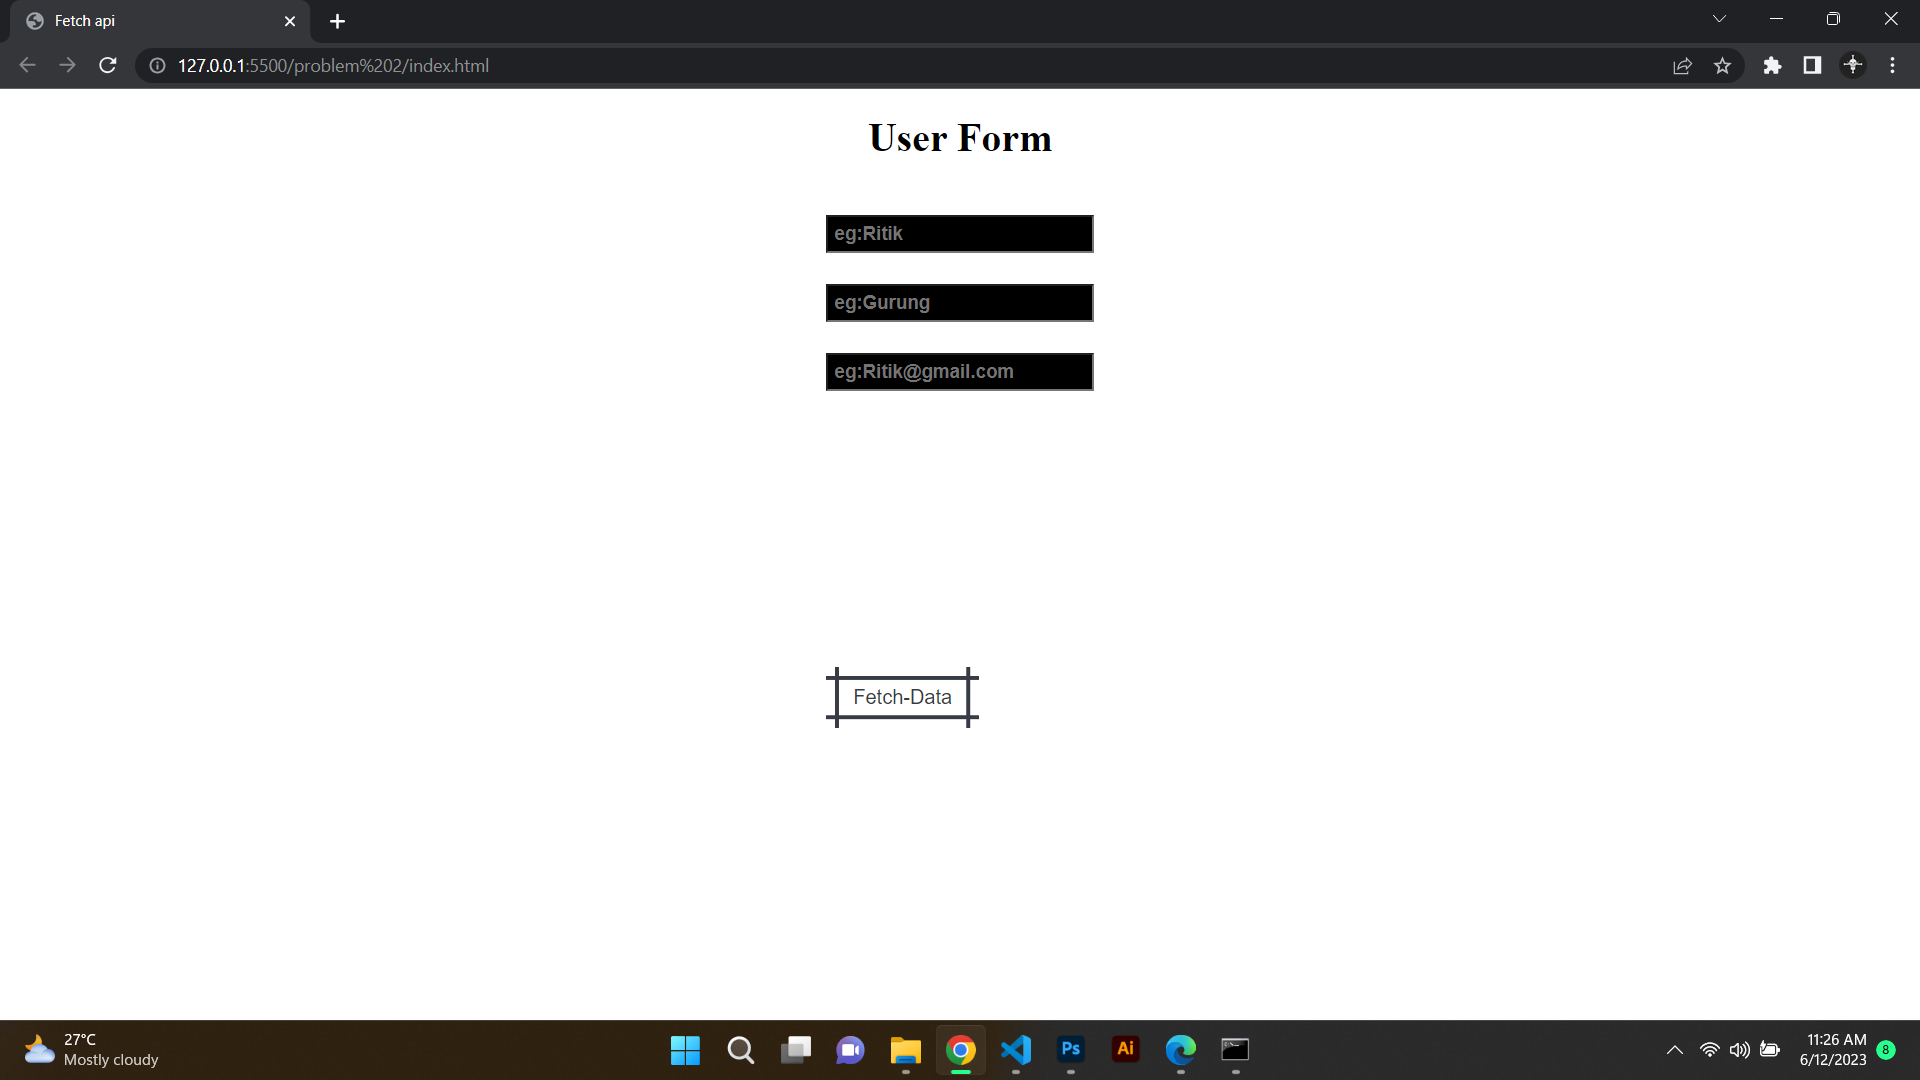 Fetch api
127.0.0.1:5500/problem%202/index.html
User Form
eg:Ritik
eg:Gurung
eg:Ritik@gmail.com
Fetch-Data
27°C
Mostly cloudy
Ps
Ai
11:26 AM
6/12/2023
8